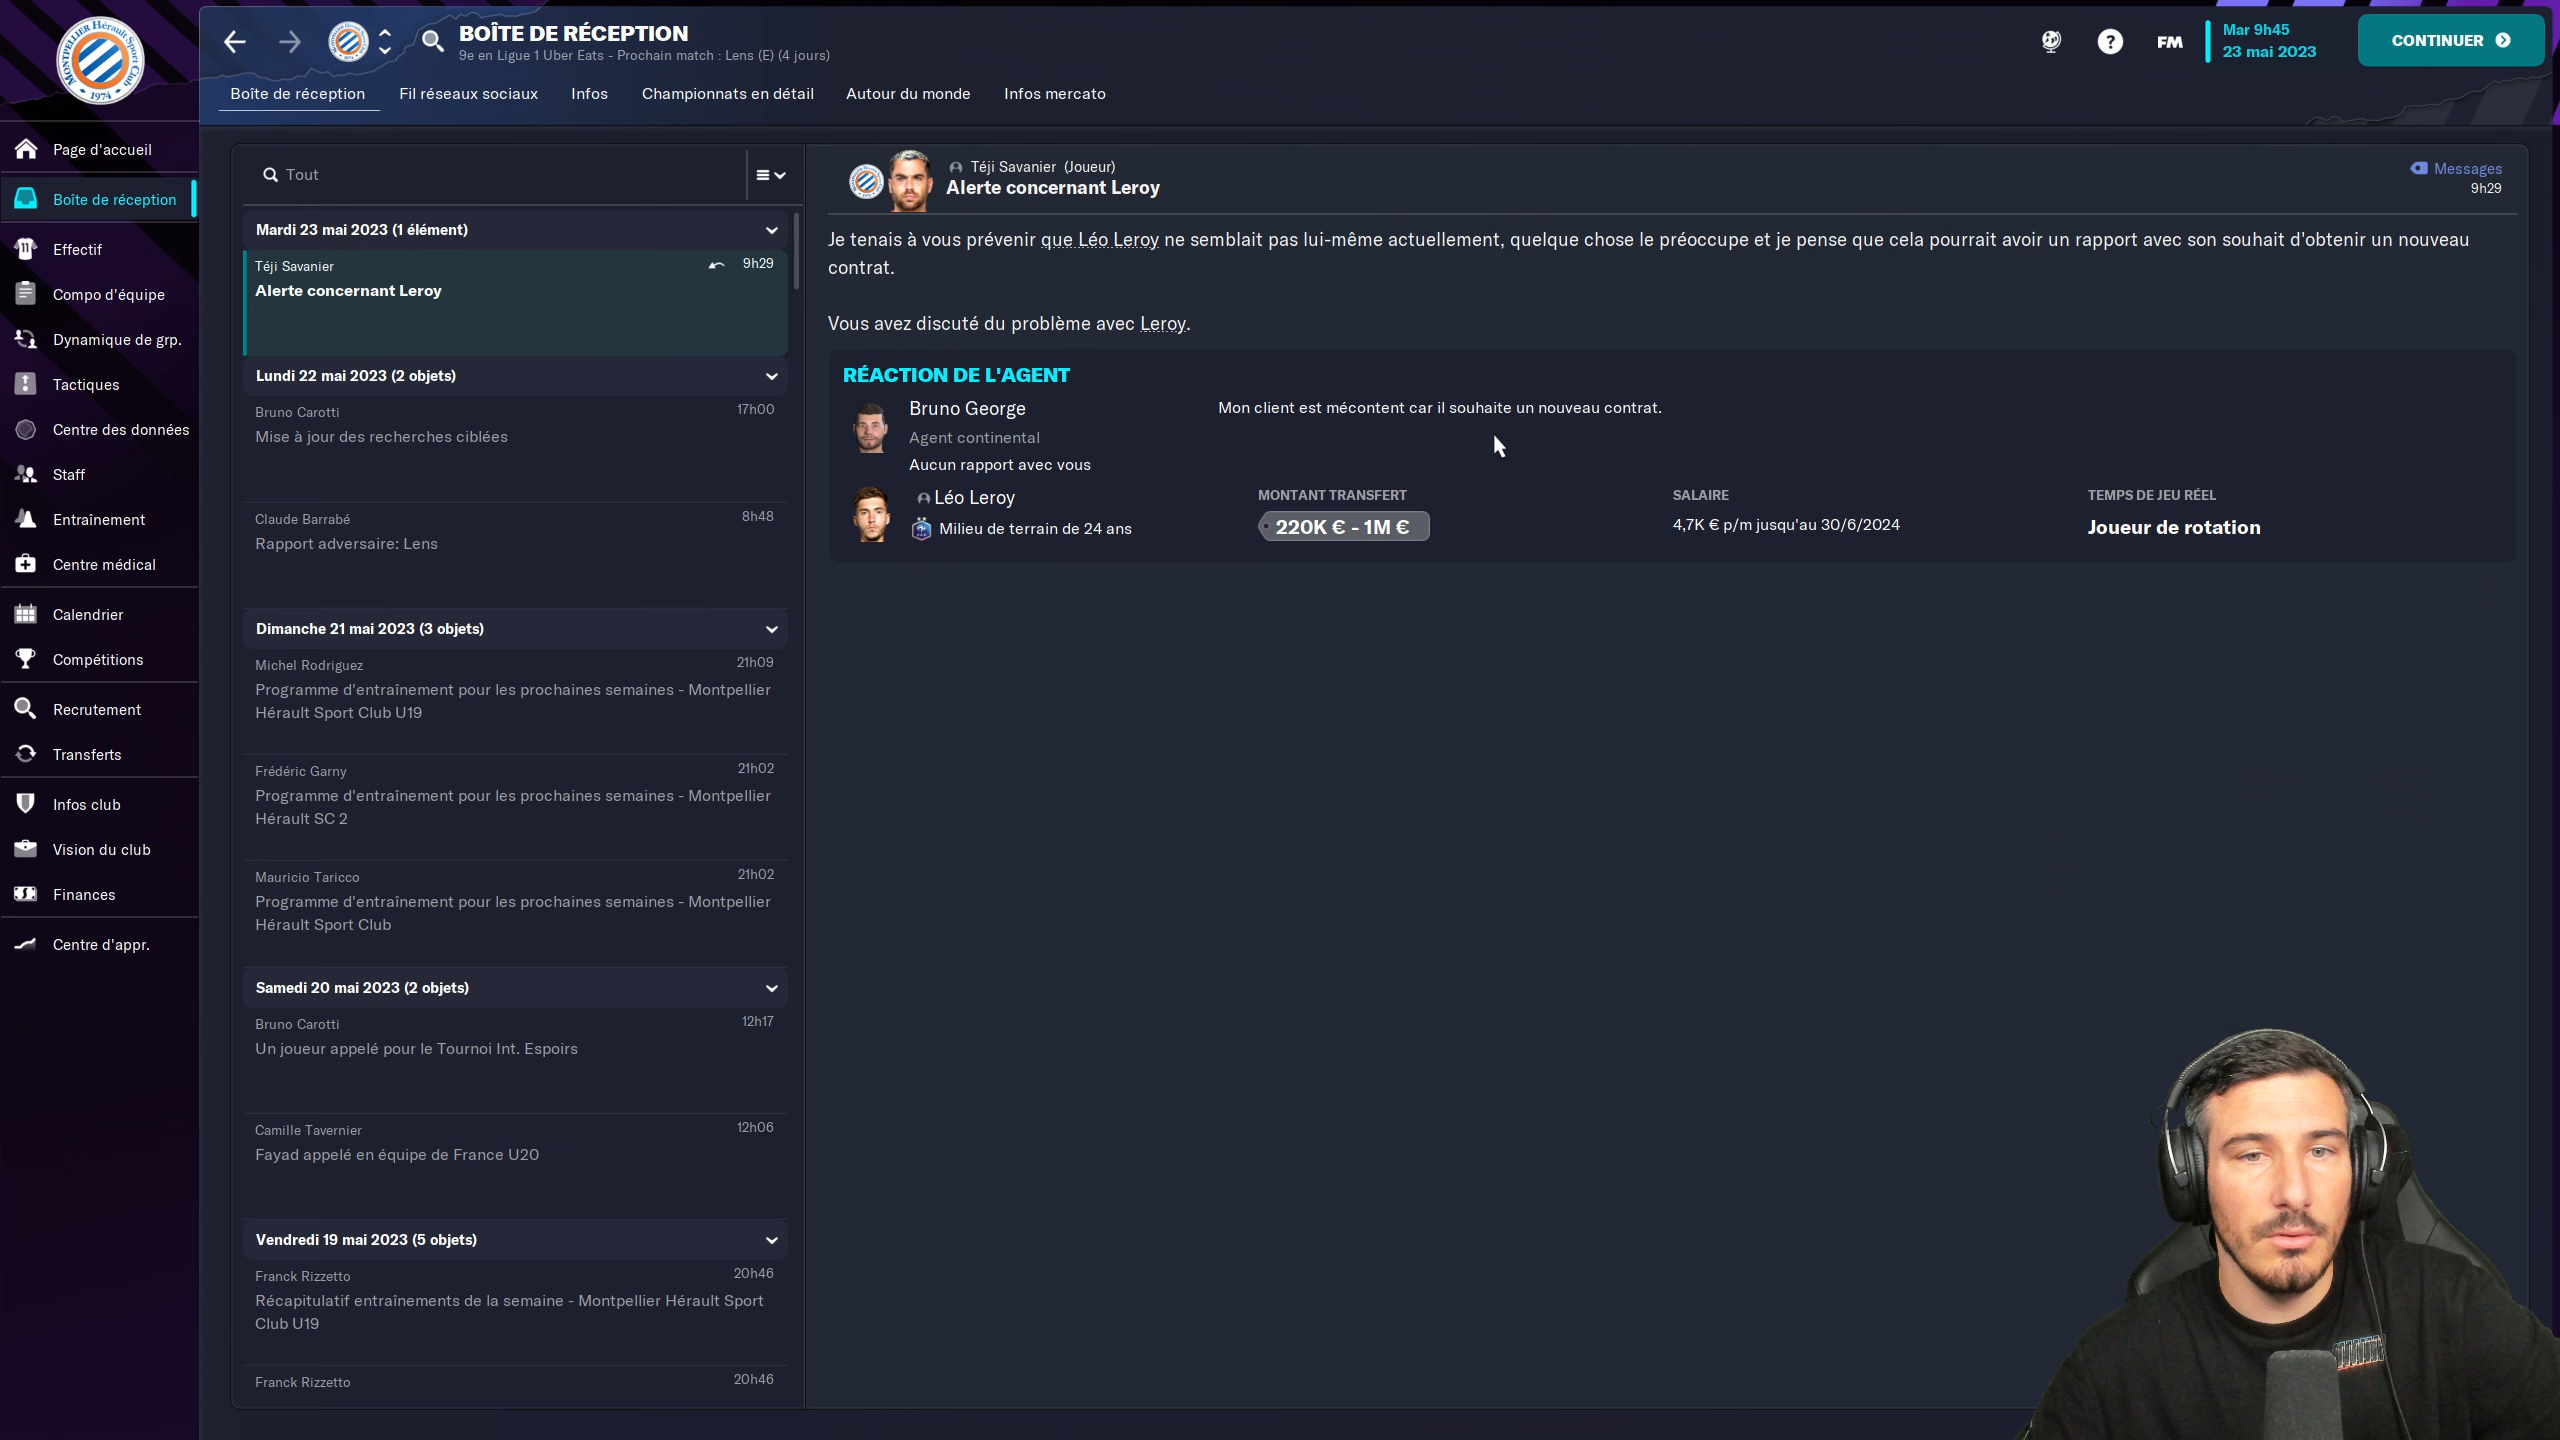 MONTPELLIER Hérault Sport Club
1974
BOÎTE DE RÉCEPTION
9e en Ligue 1 Uber Eats - Prochain match : Lens (E) (4 jours)
FM
Mar 9h45
23 mai 2023
CONTINUER
Boîte de réception
Fil réseaux sociaux
Infos
Championnats en détail
Autour du monde
Infos mercato
Page d'accueil
Boîte de réception
Effectif
Compo d'équipe
Dynamique de grp.
Tactiques
Centre des données
Staff
Entraînement
Centre médical
Calendrier
Compétitions
Recrutement
Transferts
Infos club
Vision du club
Finances
Centre d'appr.
Tout
Mardi 23 mai 2023 (1 élément)
Téji Savanier 9h29
Alerte concernant Leroy
Lundi 22 mai 2023 (2 objets)
Bruno Carotti 17h00
Mise à jour des recherches ciblées
Claude Barrabé 8h48
Rapport adversaire: Lens
Dimanche 21 mai 2023 (3 objets)
Michel Rodriguez 21h09
Programme d'entraînement pour les prochaines semaines - Montpellier
Hérault Sport Club U19
Frédéric Garny 21h02
Programme d'entraînement pour les prochaines semaines - Montpellier
Hérault SC 2
Mauricio Taricco 21h02
Programme d'entraînement pour les prochaines semaines - Montpellier
Hérault Sport Club
Samedi 20 mai 2023 (2 objets)
Bruno Carotti 12h17
Un joueur appelé pour le Tournoi Int. Espoirs
Camille Tavernier 12h06
Fayad appelé en équipe de France U20
Vendredi 19 mai 2023 (5 objets)
Franck Rizzetto 20h46
Récapitulatif entraînements de la semaine - Montpellier Hérault Sport
Club U19
Franck Rizzetto 20h46
Téji Savanier (Joueur)
Alerte concernant Leroy
Messages
9h29
Je tenais à vous prévenir que Léo Leroy ne semblait pas lui-même actuellement, quelque chose le préoccupe et je pense que cela pourrait avoir un rapport avec son souhait d'obtenir un nouveau
contrat.
Vous avez discuté du problème avec Leroy.
RÉACTION DE L'AGENT
Bruno George
Agent continental
Aucun rapport avec vous
Mon client est mécontent car il souhaite un nouveau contrat.
Léo Leroy
Milieu de terrain de 24 ans
MONTANT TRANSFERT
220K € - 1M €
SALAIRE
4,7K € p/m jusqu'au 30/6/2024
TEMPS DE JEU RÉEL
Joueur de rotation